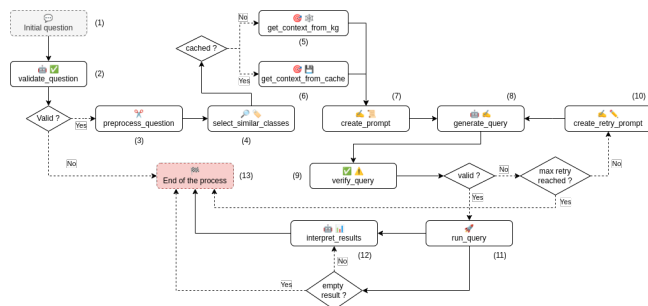 Initial question
(1)
validate_question
(2)
Valid ?
Yes
No
preprocess_question
(3)
select_similar_classes
(4)
cached ?
No
Yes
get_context_from_kg
(5)
get_context_from_cache
(6)
create_prompt
(7)
generate_query
(8)
verify_query
(9)
valid ?
No
Yes
max retry
reached ?
No
Yes
create_retry_prompt
(10)
run_query
(11)
interpret_results
(12)
empty
result ?
No
Yes
End of the process
(13)